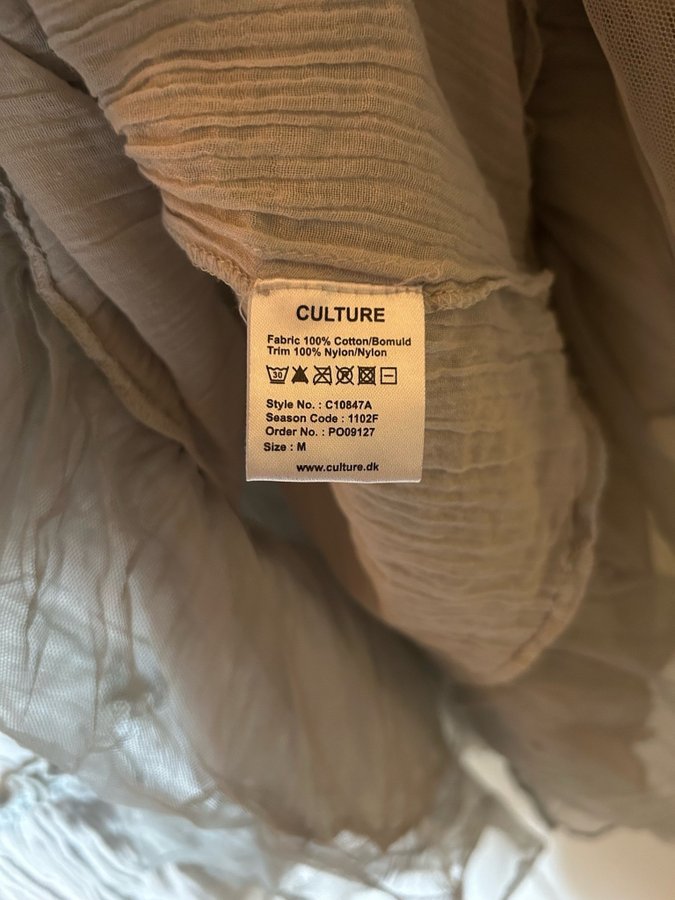 CULTURE
Fabric 100% Cotton/Bomuld
Trim 100% Nylon/Nylon
30
Style No. : C10847A
Season Code : 1102F
Order No. : PO09127
Size : M
www.culture.dk